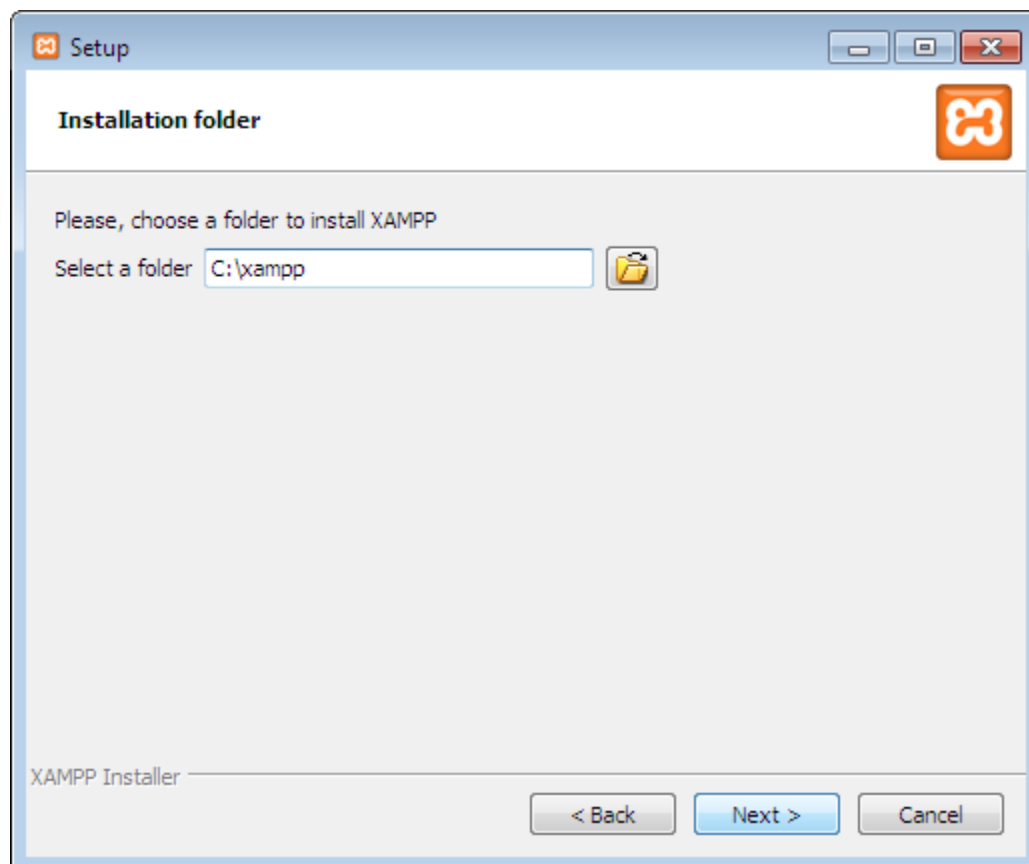 Setup
Installation folder
Please, choose a folder to install XAMPP
Select a folder C:\xampp
XAMPP Installer
< Back Next > Cancel